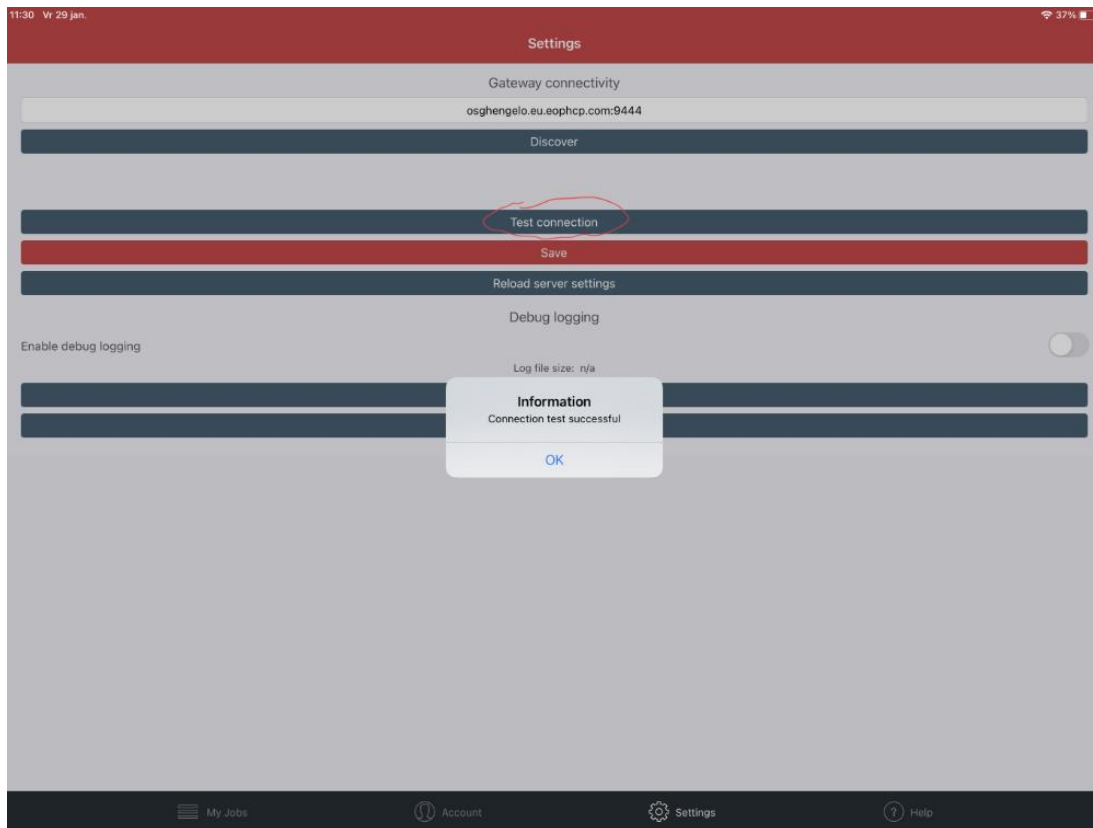 11:30 Vr 29 jan. 37%
Settings
Gateway connectivity
osghengelo.eu.eophcp.com:9444
Discover
Test connection
Save
Reload server settings
Debug logging
Enable debug logging
Log file size: n/a
Information
Connection test successful
OK
My Jobs Account Settings ? Help